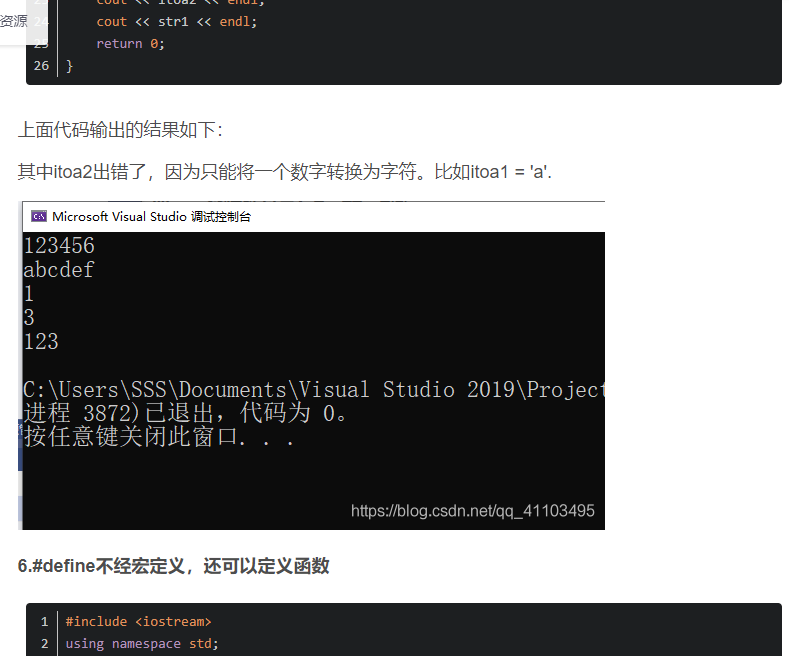 cout << itoa2 << endl;
资源
24 cout << str1 << endl;
25 return 0;
26 }
上面代码输出的结果如下：
其中itoa2出错了，因为只能将一个数字转换为字符。比如itoa1 = 'a'.
Microsoft Visual Studio 调试控制台
123456
abcdef
1
3
123
C:\Users\SSS\Documents\Visual Studio 2019\Project
进程 3872)已退出，代码为 0。
按任意键关闭此窗口. . .
https://blog.csdn.net/qq_41103495
6.#define不经宏定义，还可以定义函数
1 #include <iostream>
2 using namespace std;